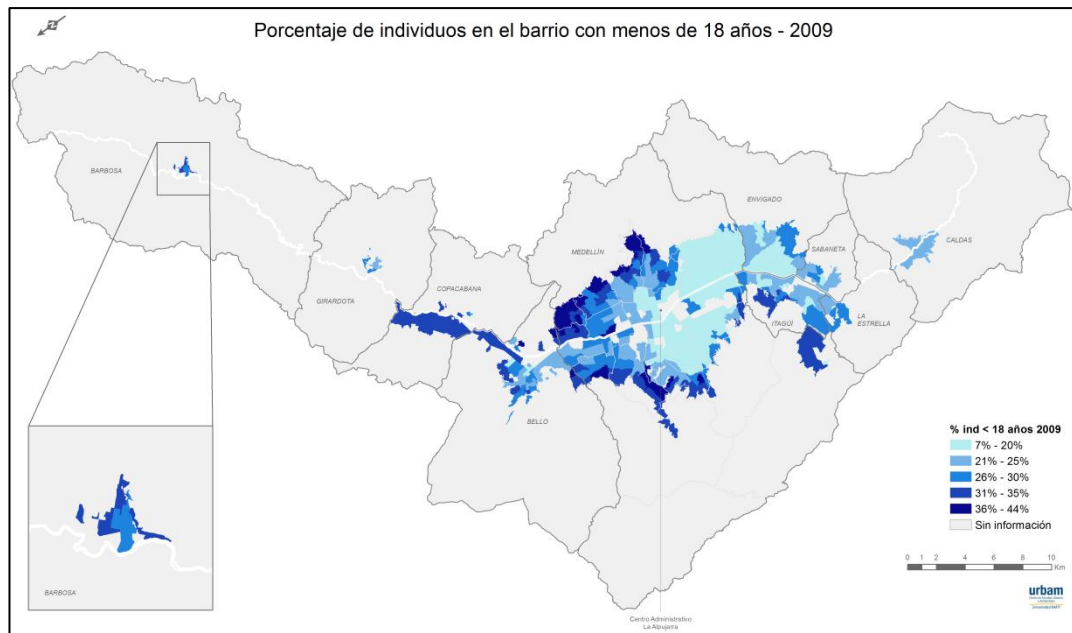 Porcentaje de individuos en el barrio con menos de 18 años - 2009
BARBOSA
GIRARDOTA
COPACABANA
BELLO
MEDELLÍN
ENVIGADO
SABANETA
CALDAS
ITAGÜÍ
LA
ESTRELLA
BARBOSA
% ind < 18 años 2009
7% - 20%
21% - 25%
26% - 30%
31% - 35%
36% - 44%
Sin información
0 1 2 4 6 8 10
Km
Centro Administrativo
La Alpujarra
urbam